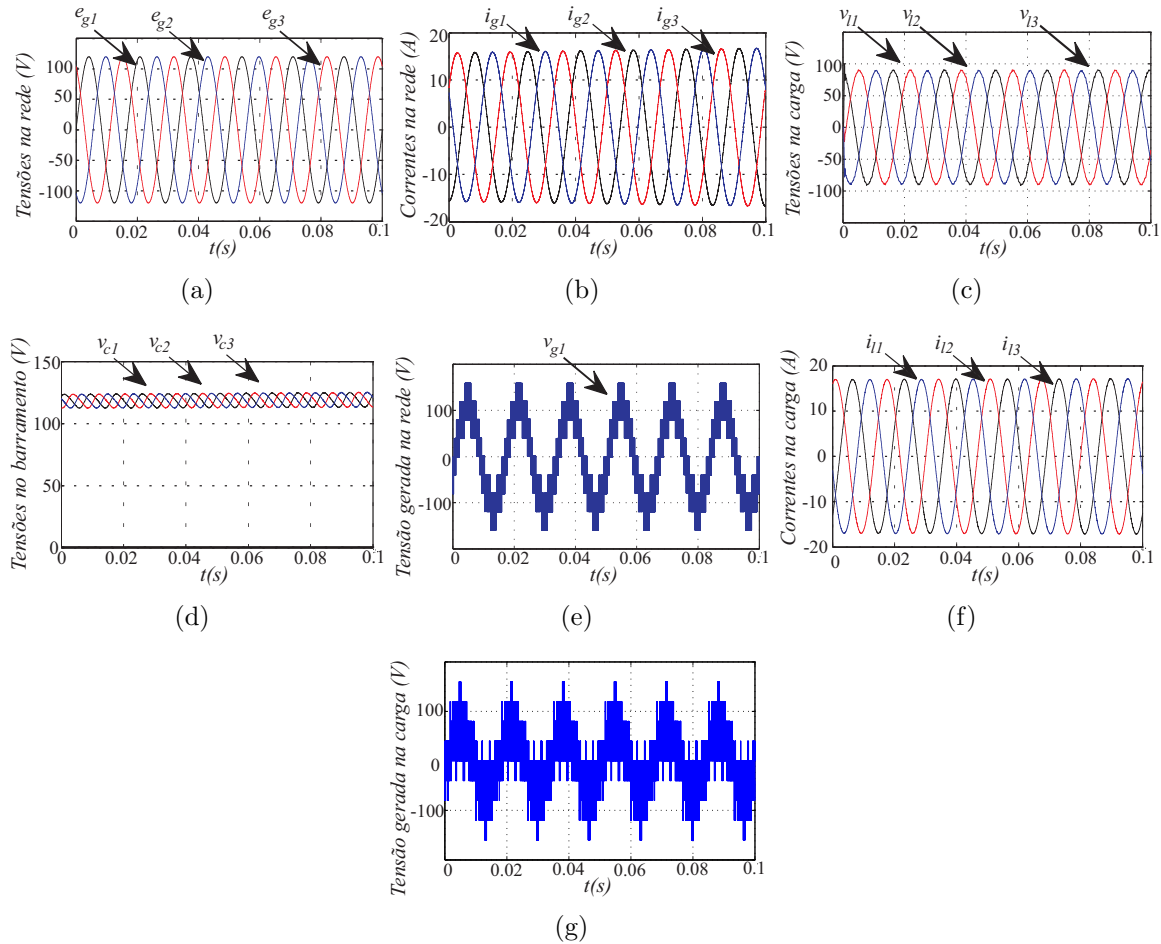 e_g1 e_g2 e_g3
Tensões na rede (V)
100
50
0
-50
-100
0 0.02 0.04 0.06 0.08 0.1
t(s)
(a)
i_g1 i_g2 i_g3
Correntes na rede (A)
20
10
0
-10
-20
0 0.02 0.04 0.06 0.08 0.1
t(s)
(b)
v_l1 v_l2 v_l3
Tensões na carga (V)
100
50
0
-50
-100
0 0.02 0.04 0.06 0.08 0.1
t(s)
(c)
v_c1 v_c2 v_c3
Tensões no barramento (V)
150
100
50
0
0 0.02 0.04 0.06 0.08 0.1
t(s)
(d)
v_g1
Tensão gerada na rede (V)
100
0
-100
0 0.02 0.04 0.06 0.08 0.1
t(s)
(e)
i_l1 i_l2 i_l3
Correntes na carga (A)
20
10
0
-10
-20
0 0.02 0.04 0.06 0.08 0.1
t(s)
(f)
Tensão gerada na carga (V)
100
0
-100
0 0.02 0.04 0.06 0.08 0.1
t(s)
(g)